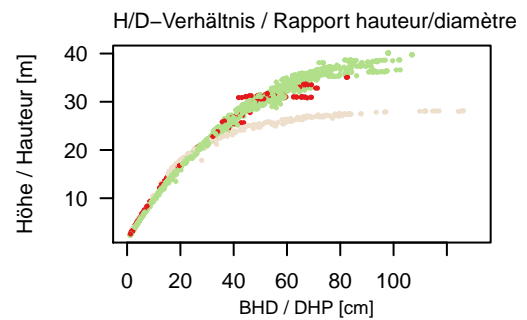 H/D−Verhältnis / Rapport hauteur/diamètre
Höhe / Hauteur [m]
40
30
20
10
0 20 40 60 80 100
BHD / DHP [cm]